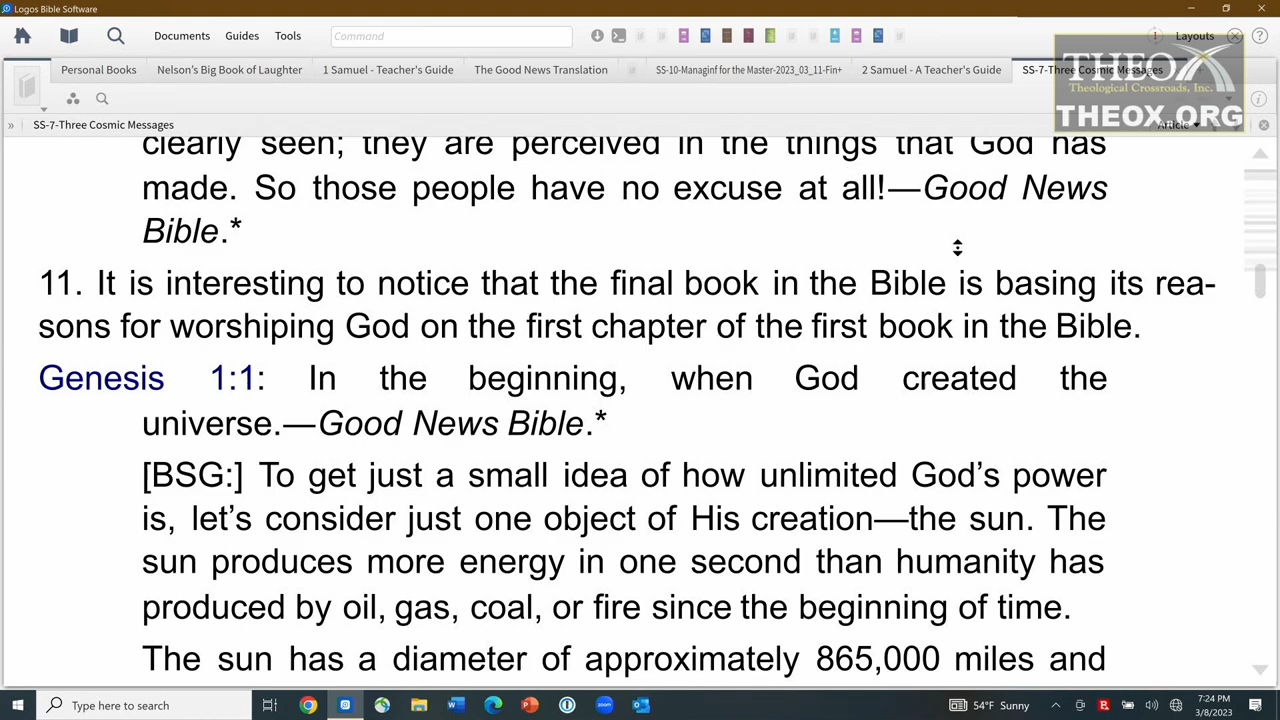 Logos Bible Software
Documents Guides Tools Command Layouts
Personal Books Nelson's Big Book of Laughter 1 Samuel The Good News Translation SS-10-Managinf for the Master-2023_03_11-Fin+ 2 Samuel - A Teacher's Guide SS-7-Three Cosmic Messages
THEOX
Theological Crossroads, Inc.
THEOX.ORG
SS-7-Three Cosmic Messages Article
clearly seen; they are perceived in the things that God has
made. So those people have no excuse at all!—Good News
Bible.*
11. It is interesting to notice that the final book in the Bible is basing its rea-
sons for worshiping God on the first chapter of the first book in the Bible.
Genesis 1:1: In the beginning, when God created the
universe.—Good News Bible.*
[BSG:] To get just a small idea of how unlimited God's power
is, let's consider just one object of His creation—the sun. The
sun produces more energy in one second than humanity has
produced by oil, gas, coal, or fire since the beginning of time.
The sun has a diameter of approximately 865,000 miles and
Type here to search 54°F Sunny 7:24 PM
3/8/2023